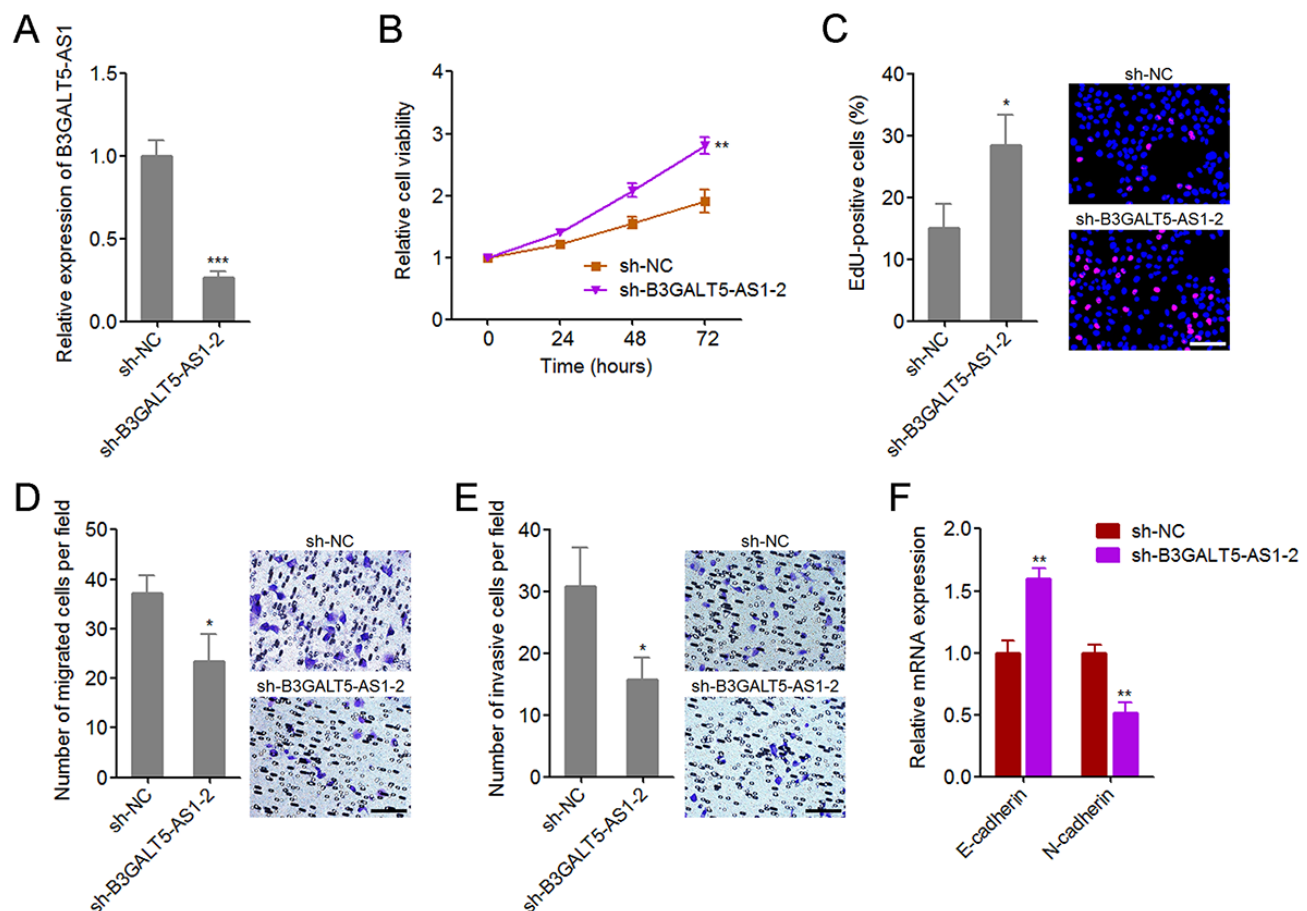 A
Relative expression of B3GALT5-AS1
1.5
1.0
0.5
0.0
***
sh-NC
sh-B3GALT5-AS1-2
B
Relative cell viability
4
3
2
1
0
**
sh-NC
sh-B3GALT5-AS1-2
0 24 48 72
Time (hours)
C
EdU-positive cells (%)
40
30
20
10
0
*
sh-NC
sh-B3GALT5-AS1-2
sh-NC
sh-B3GALT5-AS1-2
D
Number of migrated cells per field
50
40
30
20
10
0
*
sh-NC
sh-B3GALT5-AS1-2
sh-NC
sh-B3GALT5-AS1-2
E
Number of invasive cells per field
40
30
20
10
0
*
sh-NC
sh-B3GALT5-AS1-2
sh-NC
sh-B3GALT5-AS1-2
F
Relative mRNA expression
2.0
1.5
1.0
0.5
0.0
sh-NC
sh-B3GALT5-AS1-2
**
**
E-cadherin
N-cadherin